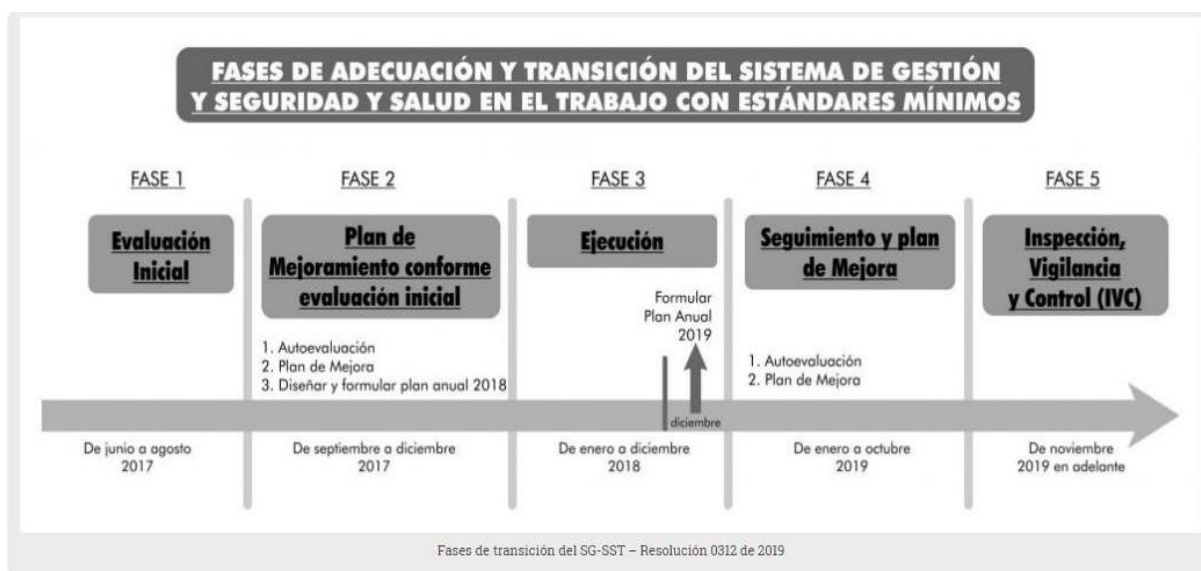 FASES DE ADECUACIÓN Y TRANSICIÓN DEL SISTEMA DE GESTIÓN
Y SEGURIDAD Y SALUD EN EL TRABAJO CON ESTÁNDARES MÍNIMOS
FASE 1
Evaluación
Inicial
De junio a agosto
2017
FASE 2
Plan de
Mejoramiento conforme
evaluación inicial
1. Autoevaluación
2. Plan de Mejora
3. Diseñar y formular plan anual 2018
De septiembre a diciembre
2017
FASE 3
Ejecución
Formular
Plan Anual
2019
diciembre
De enero a diciembre
2018
FASE 4
Seguimiento y plan
de Mejora
1. Autoevaluación
2. Plan de Mejora
De enero a octubre
2019
FASE 5
Inspección,
Vigilancia
y Control (IVC)
De noviembre
2019 en adelante
Fases de transición del SG-SST – Resolución 0312 de 2019